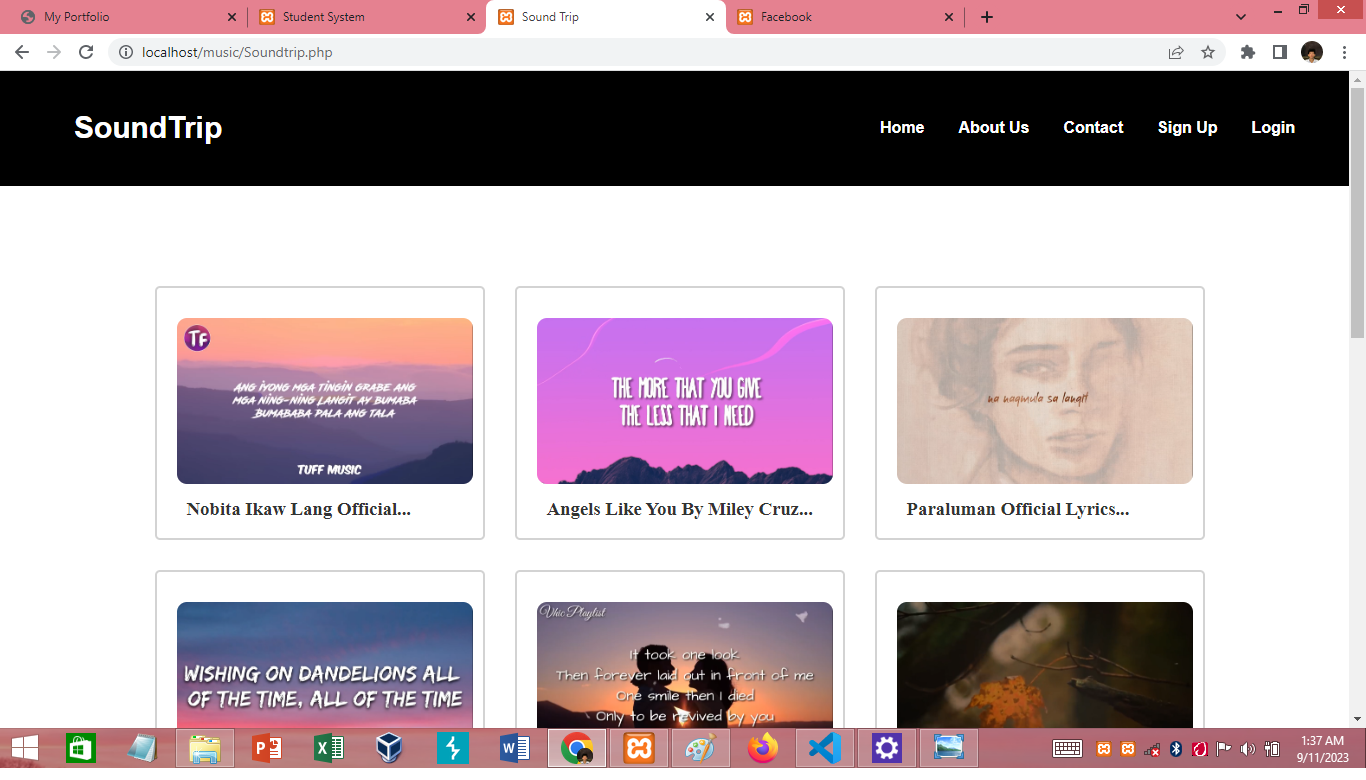 My Portfolio
Student System
Sound Trip
Facebook
localhost/music/Soundtrip.php
SoundTrip
Home
About Us
Contact
Sign Up
Login
TF
ANG IYONG MGA TINGIN GRABE ANG
MGA NING-NING LANGIT AY BUMABA
BUMABABA PALA ANG TALA
TUFF MUSIC
Nobita Ikaw Lang Official...
THE MORE THAT YOU GIVE
THE LESS THAT I NEED
Angels Like You By Miley Cruz...
na nagmula sa langit
Paraluman Official Lyrics...
WISHING ON DANDELIONS ALL
OF THE TIME, ALL OF THE TIME
Vhic Playlist
It took one look
Then forever laid out in front of me
One smile then I died
Only to be revived by you
1:37 AM
9/11/2023